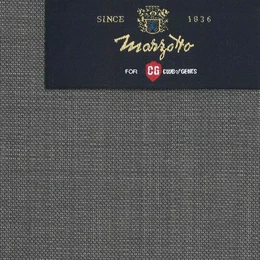 SINCE 1836
Marzotto
FOR CG CLUB of GENTS